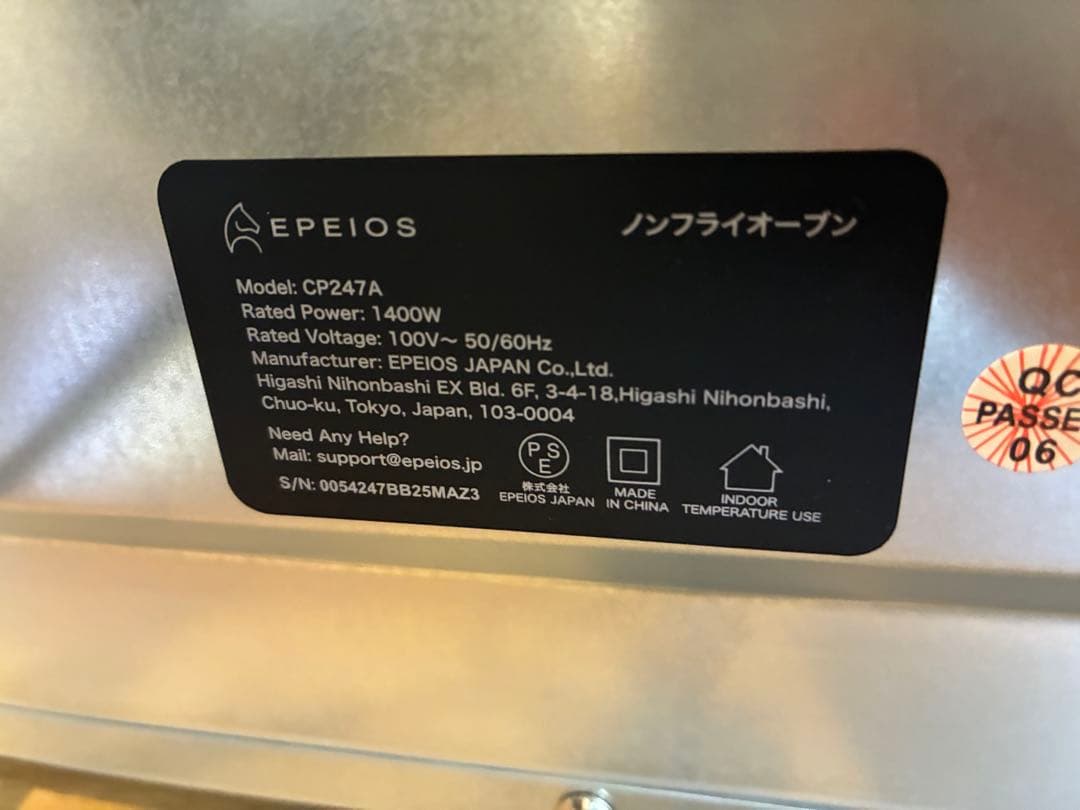 EPEIOS
ノンフライオーブン
Model: CP247A
Rated Power: 1400W
Rated Voltage: 100V～ 50/60Hz
Manufacturer: EPEIOS JAPAN Co.,Ltd.
Higashi Nihonbashi EX Bld. 6F, 3-4-18,Higashi Nihonbashi,
Chuo-ku, Tokyo, Japan, 103-0004
Need Any Help?
Mail: support@epeios.jp
S/N: 0054247BB25MAZ3
PSE
株式会社
EPEIOS JAPAN
MADE
IN CHINA
INDOOR
TEMPERATURE USE
QC
PASSE
06